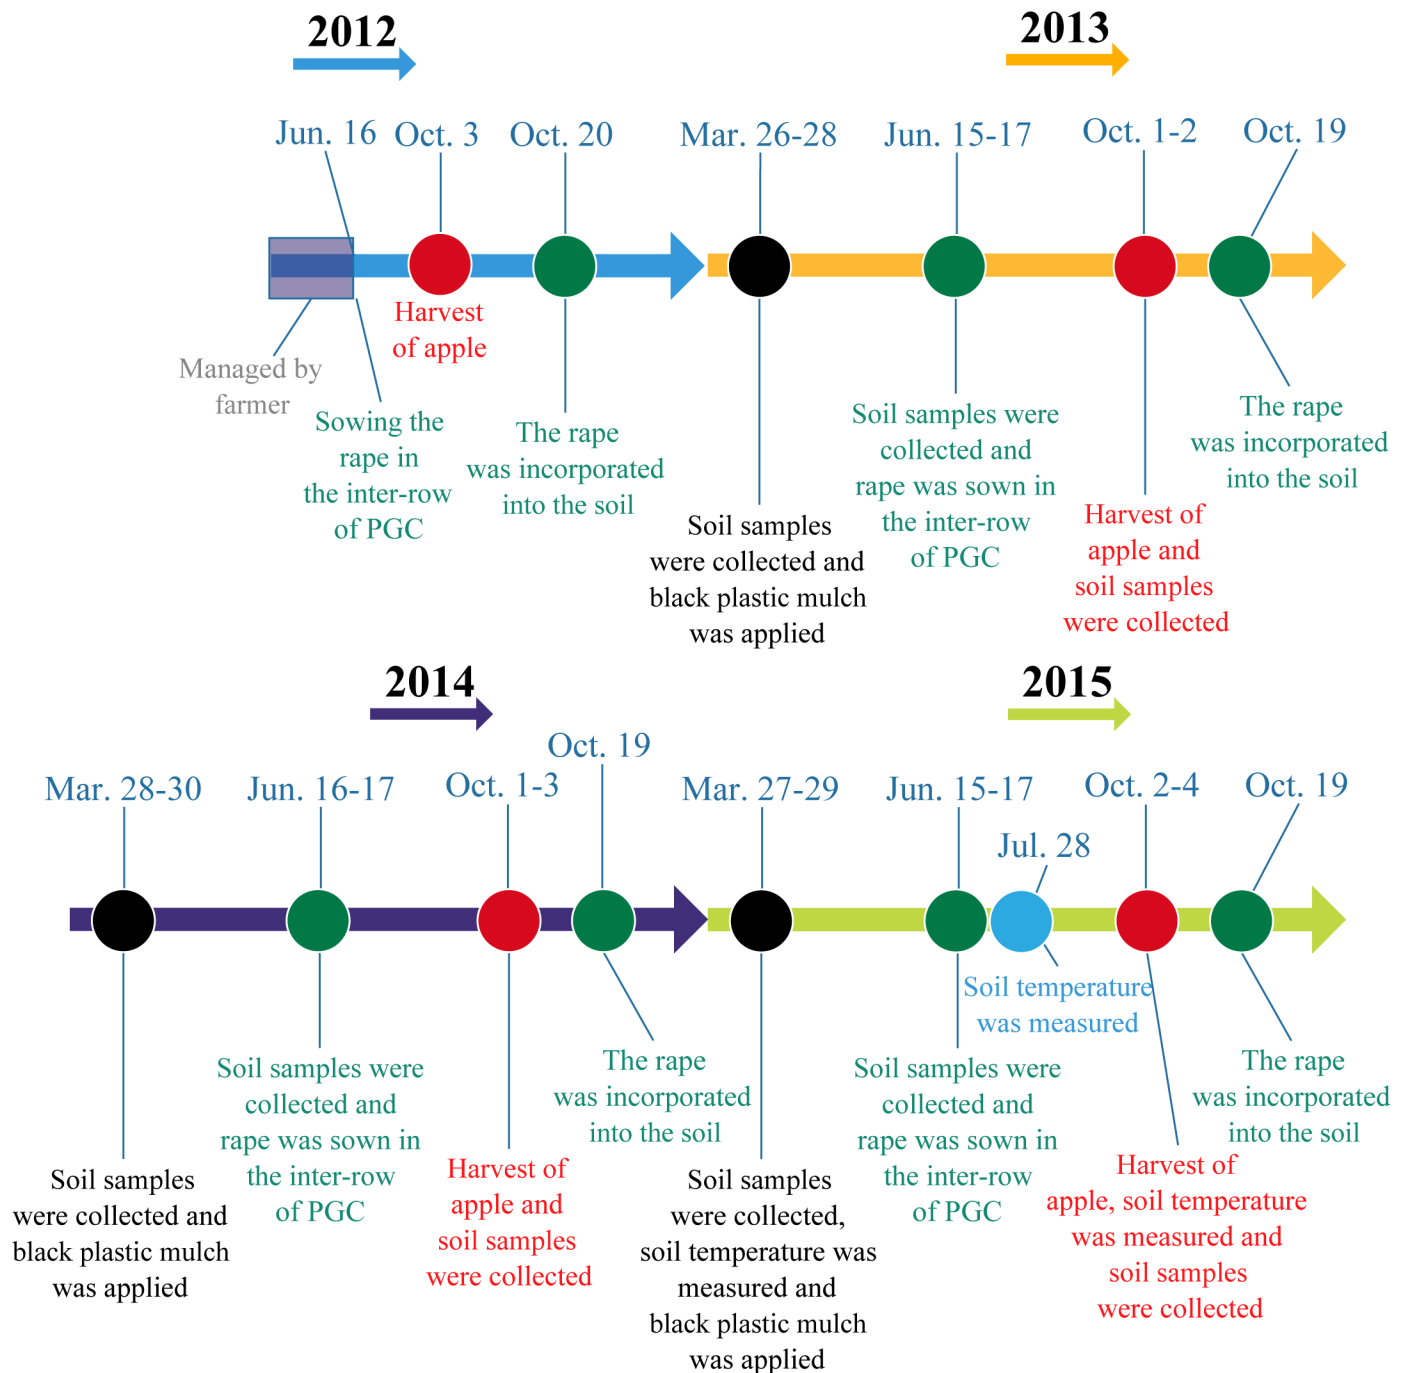 2012
2013
Jun. 16
Oct. 3
Oct. 20
Mar. 26-28
Jun. 15-17
Oct. 1-2
Oct. 19
Managed by
farmer
Sowing the
rape in
the inter-row
of PGC
Harvest
of apple
The rape
was incorporated
into the soil
Soil samples
were collected and
black plastic mulch
was applied
Soil samples were
collected and
rape was sown in
the inter-row
of PGC
Harvest of
apple and
soil samples
were collected
The rape
was incorporated
into the soil
2014
2015
Mar. 28-30
Jun. 16-17
Oct. 1-3
Oct. 19
Mar. 27-29
Jun. 15-17
Jul. 28
Oct. 2-4
Oct. 19
Soil samples
were collected and
black plastic mulch
was applied
Soil samples were
collected and
rape was sown in
the inter-row
of PGC
Harvest of
apple and
soil samples
were collected
The rape
was incorporated
into the soil
Soil samples
were collected,
soil temperature was
measured and
black plastic mulch
was applied
Soil samples were
collected and
rape was sown in
the inter-row
of PGC
Soil temperature
was measured
Harvest of
apple, soil temperature
was measured and
soil samples
were collected
The rape
was incorporated
into the soil